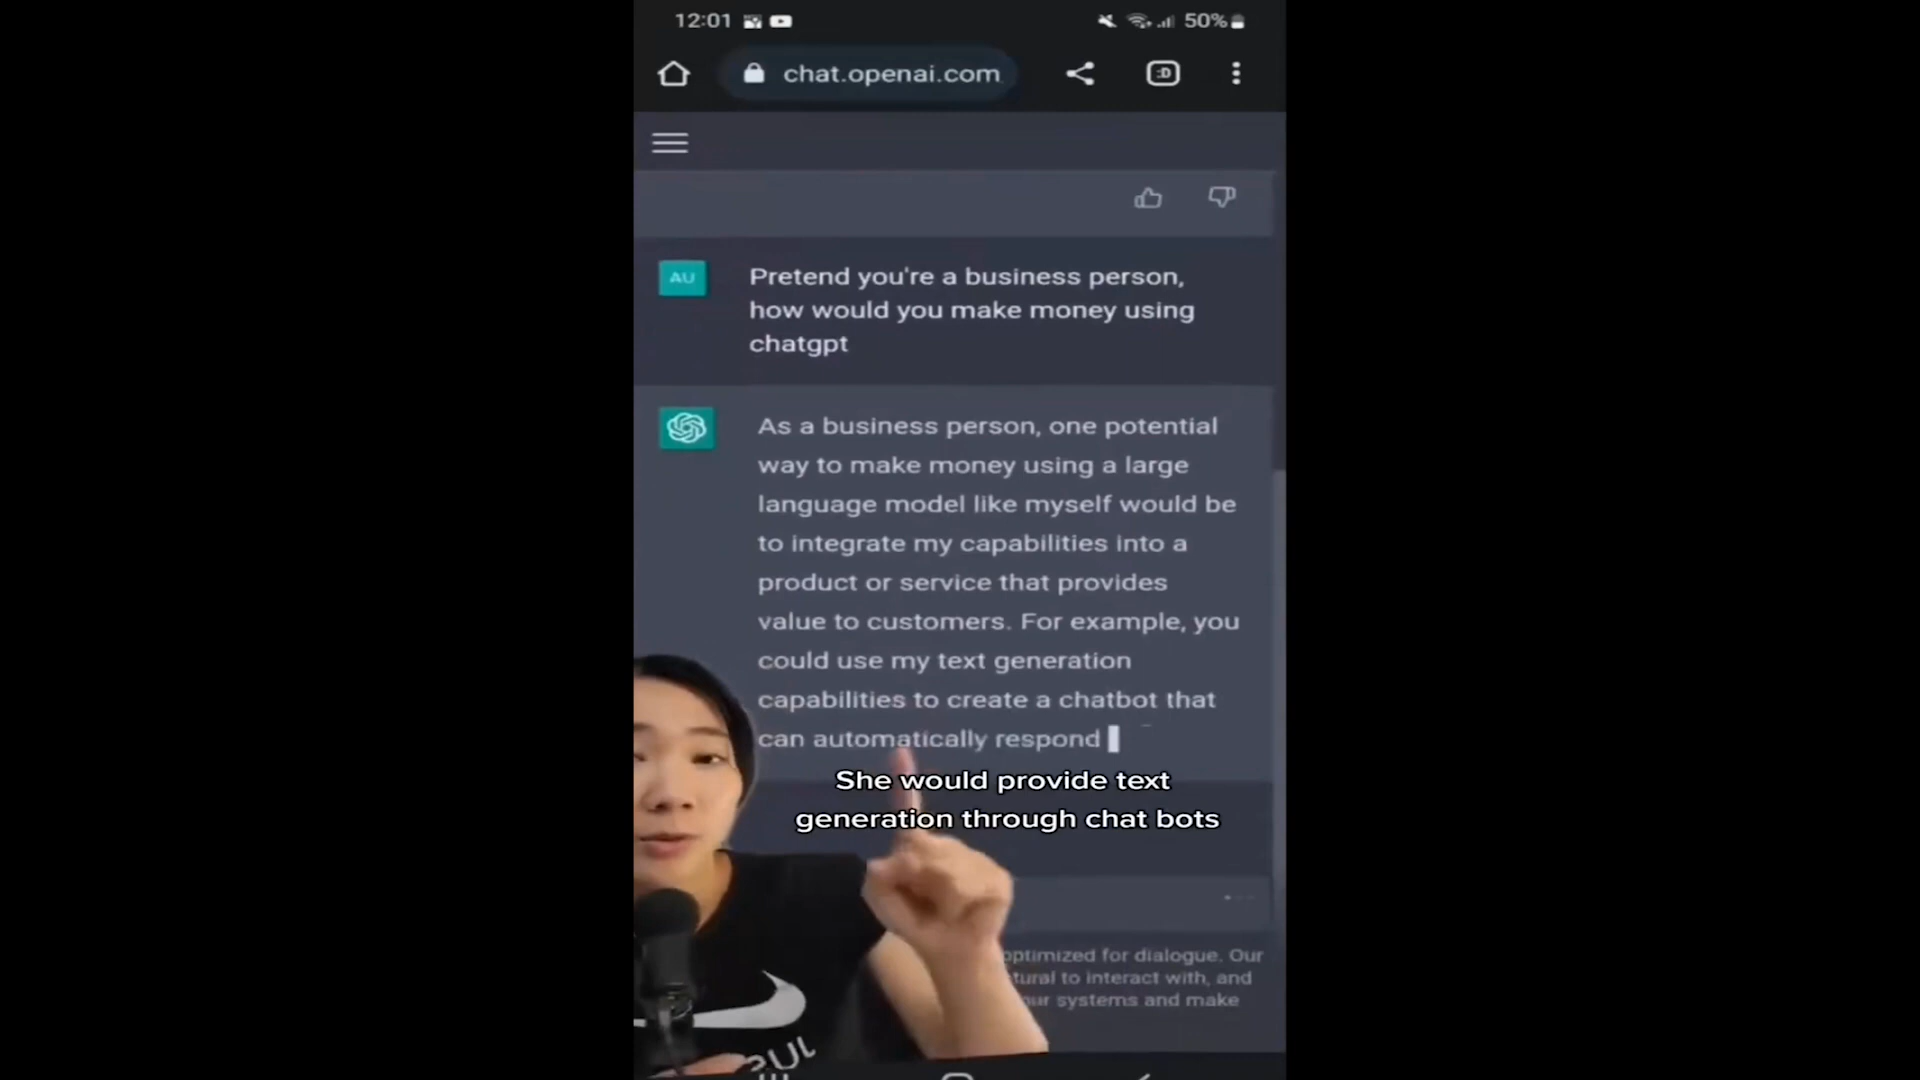 12:01
50%
chat.openai.com
:D
AU
Pretend you're a business person,
how would you make money using
chatgpt
As a business person, one potential
way to make money using a large
language model like myself would be
to integrate my capabilities into a
product or service that provides
value to customers. For example, you
could use my text generation
capabilities to create a chatbot that
can automatically respond
She would provide text
generation through chat bots
optimized for dialogue. Our
to interact with, and
our systems and make